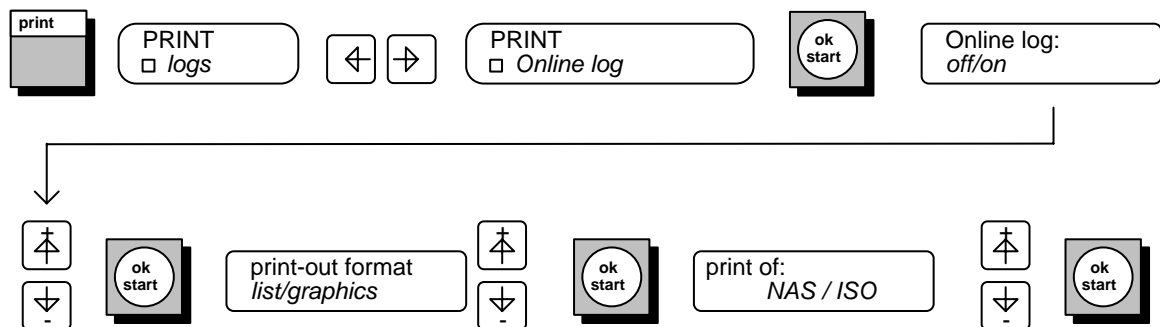 print
PRINT
□ logs
PRINT
□ Online log
ok
start
Online log:
off/on
ok
start
print-out format
list/graphics
ok
start
print of:
NAS / ISO
ok
start